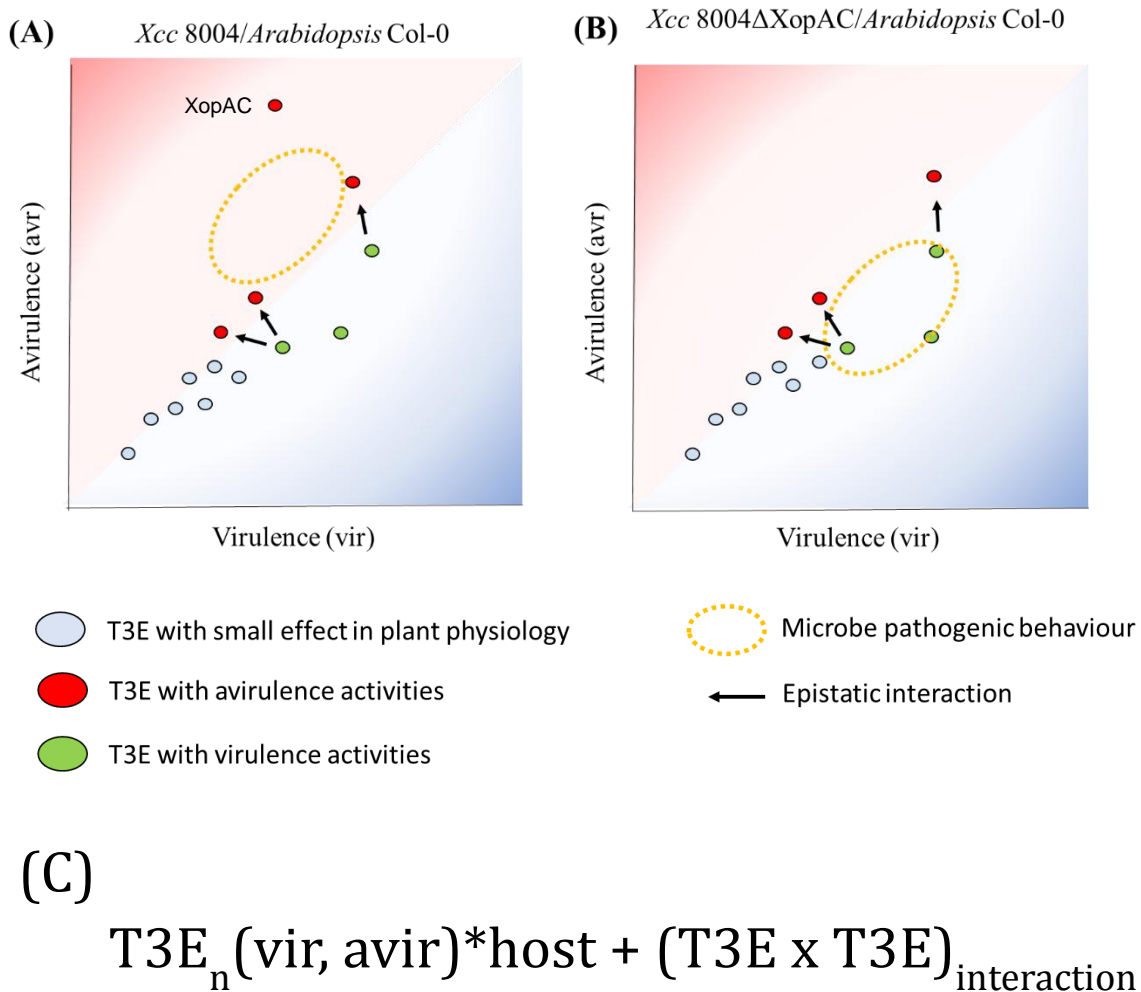 (A)
Xcc 8004/Arabidopsis Col-0
(B)
Xcc 8004ΔXopAC/Arabidopsis Col-0
XopAC
Avirulence (avr)
Virulence (vir)
Avirulence (avr)
Virulence (vir)
T3E with small effect in plant physiology
T3E with avirulence activities
T3E with virulence activities
Microbe pathogenic behaviour
Epistatic interaction
(C)
T3En(vir, avir)*host + (T3E x T3E)interaction